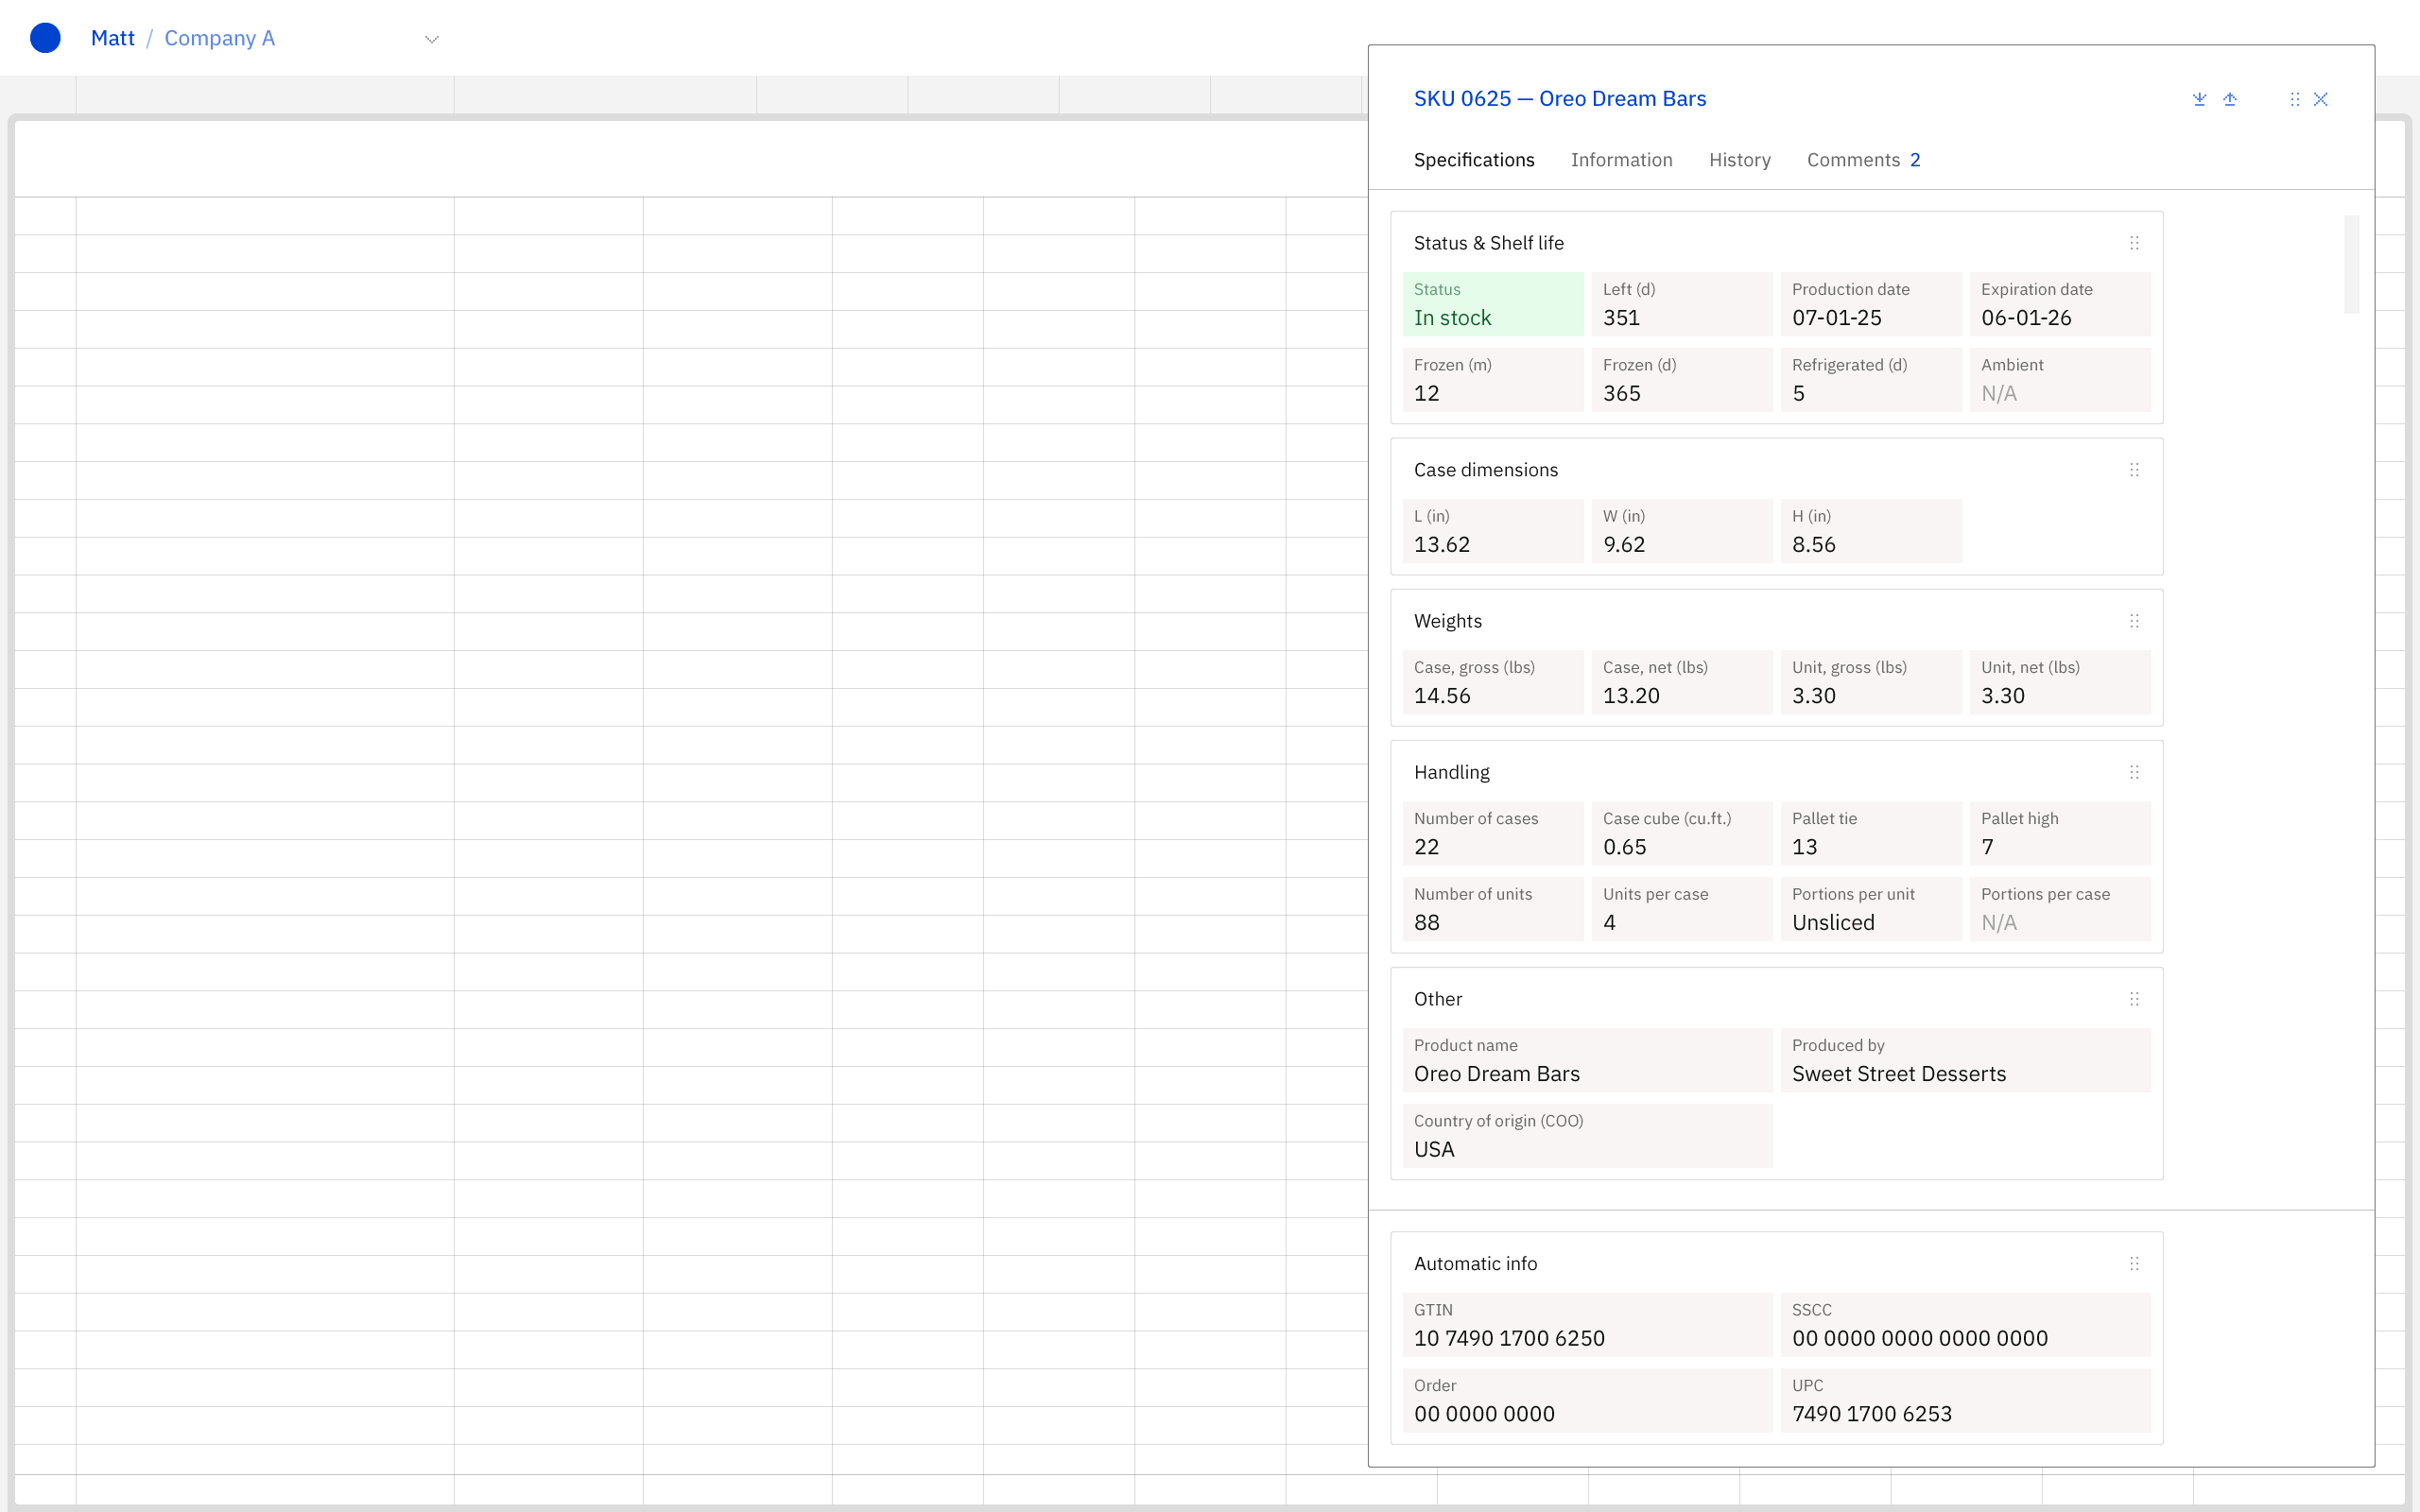 Matt / Company A
SKU 0625 — Oreo Dream Bars
Specifications Information History Comments 2
Status & Shelf life
Status Left (d) Production date Expiration date
In stock 351 07-01-25 06-01-26
Frozen (m) Frozen (d) Refrigerated (d) Ambient
12 365 5 N/A
Case dimensions
L (in) W (in) H (in)
13.62 9.62 8.56
Weights
Case, gross (lbs) Case, net (lbs) Unit, gross (lbs) Unit, net (lbs)
14.56 13.20 3.30 3.30
Handling
Number of cases Case cube (cu.ft.) Pallet tie Pallet high
22 0.65 13 7
Number of units Units per case Portions per unit Portions per case
88 4 Unsliced N/A
Other
Product name Produced by
Oreo Dream Bars Sweet Street Desserts
Country of origin (COO)
USA
Automatic info
GTIN SSCC
10 7490 1700 6250 00 0000 0000 0000 0000
Order UPC
00 0000 0000 7490 1700 6253